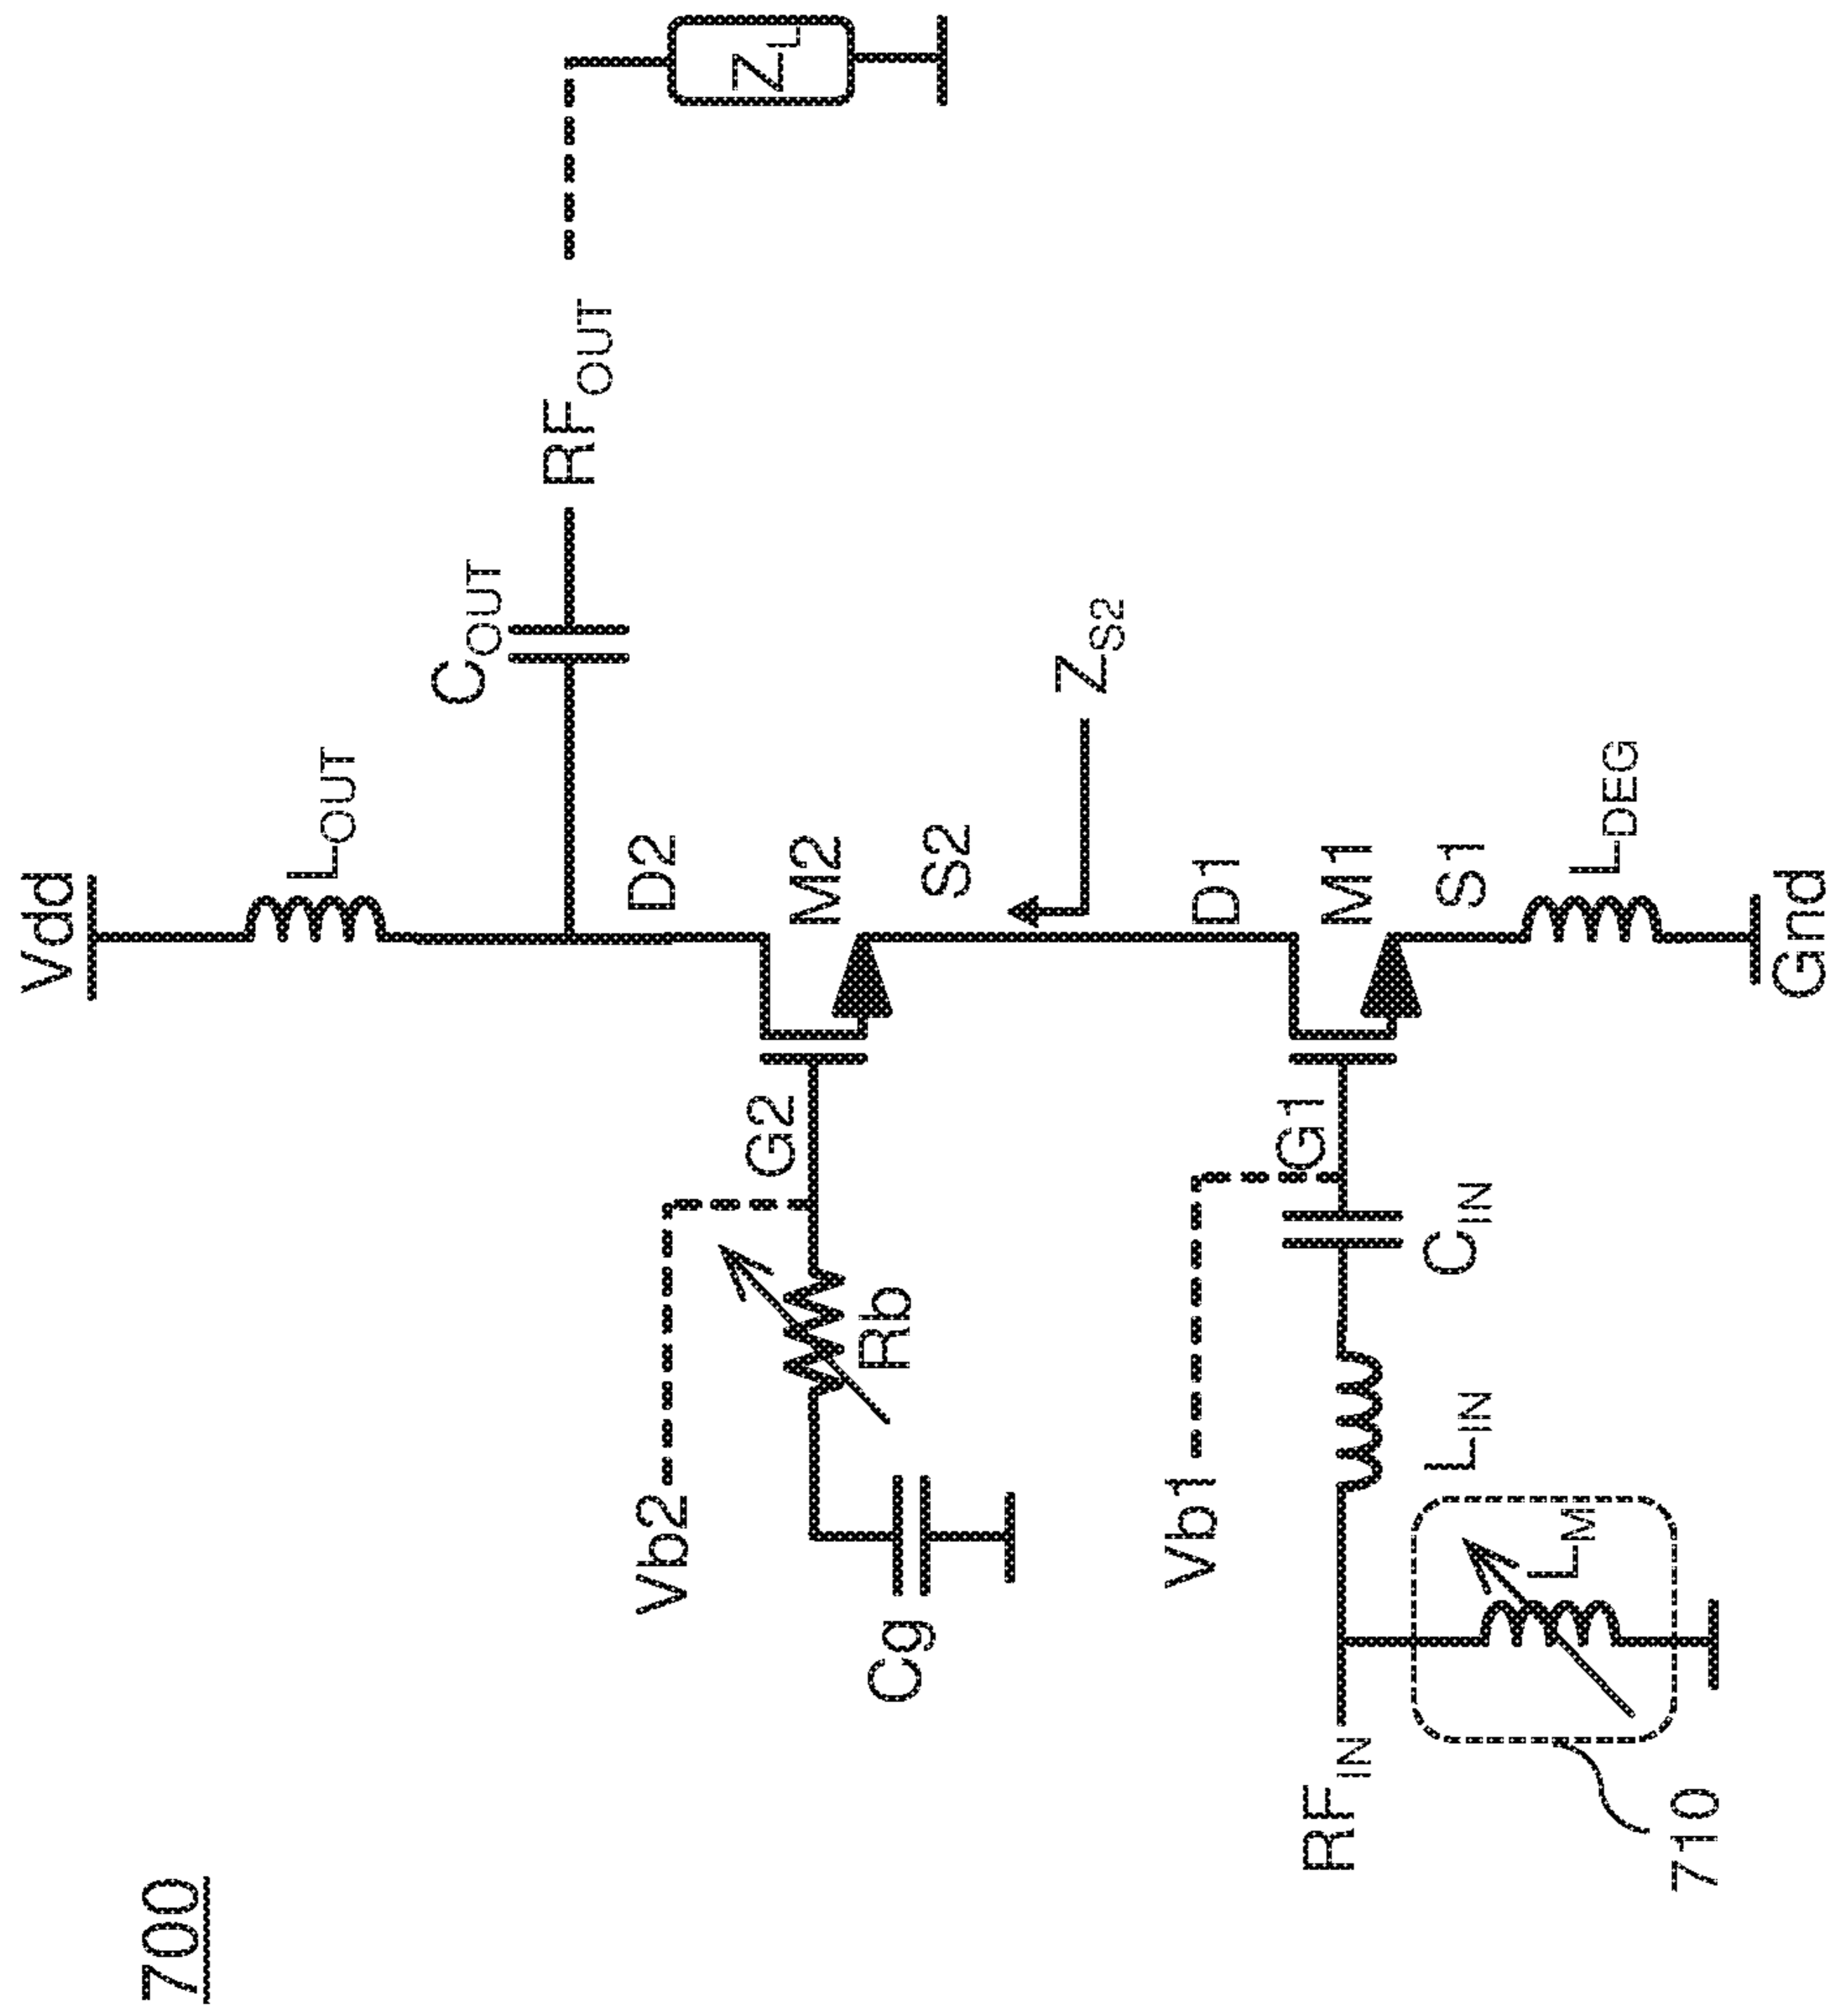 700
Vdd
L_OUT
C_OUT
RF_OUT
Z_L
D2
Vb2
G2
M2
Rb
Cg
S2
Z_S2
D1
Vb1
G1
M1
RF_IN
L_IN
C_IN
S1
L_M
L_DEG
710
Gnd